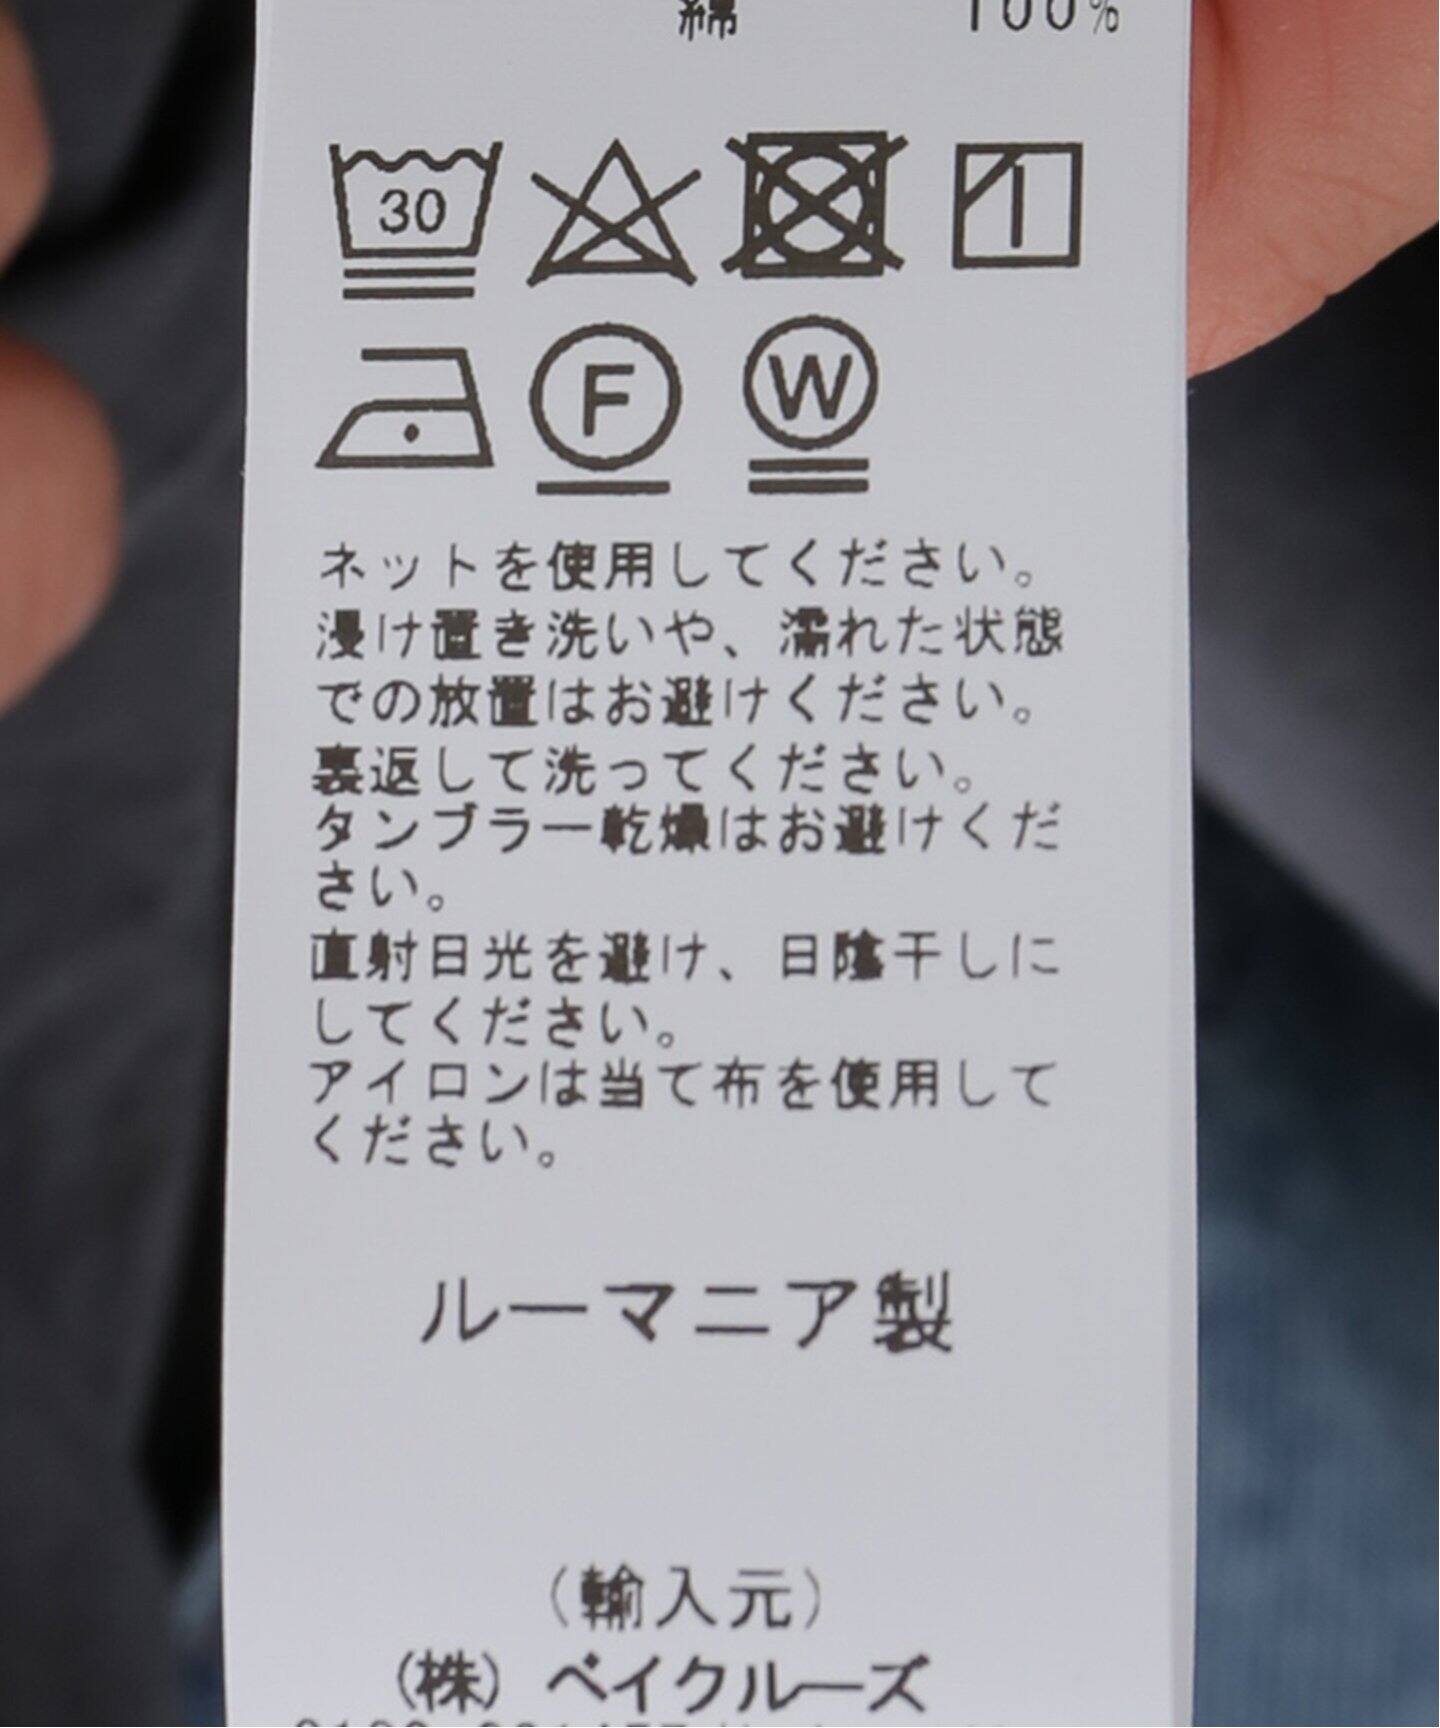 綿 100%
30
F W
ネットを使用してください。
浸け置き洗いや、濡れた状態
での放置はお避けください。
裏返して洗ってください。
タンブラー乾燥はお避けくだ
さい。
直射日光を避け、日陰干しに
してください。
アイロンは当て布を使用して
ください。
ルーマニア製
(輸入元)
(株) ベイクルーズ